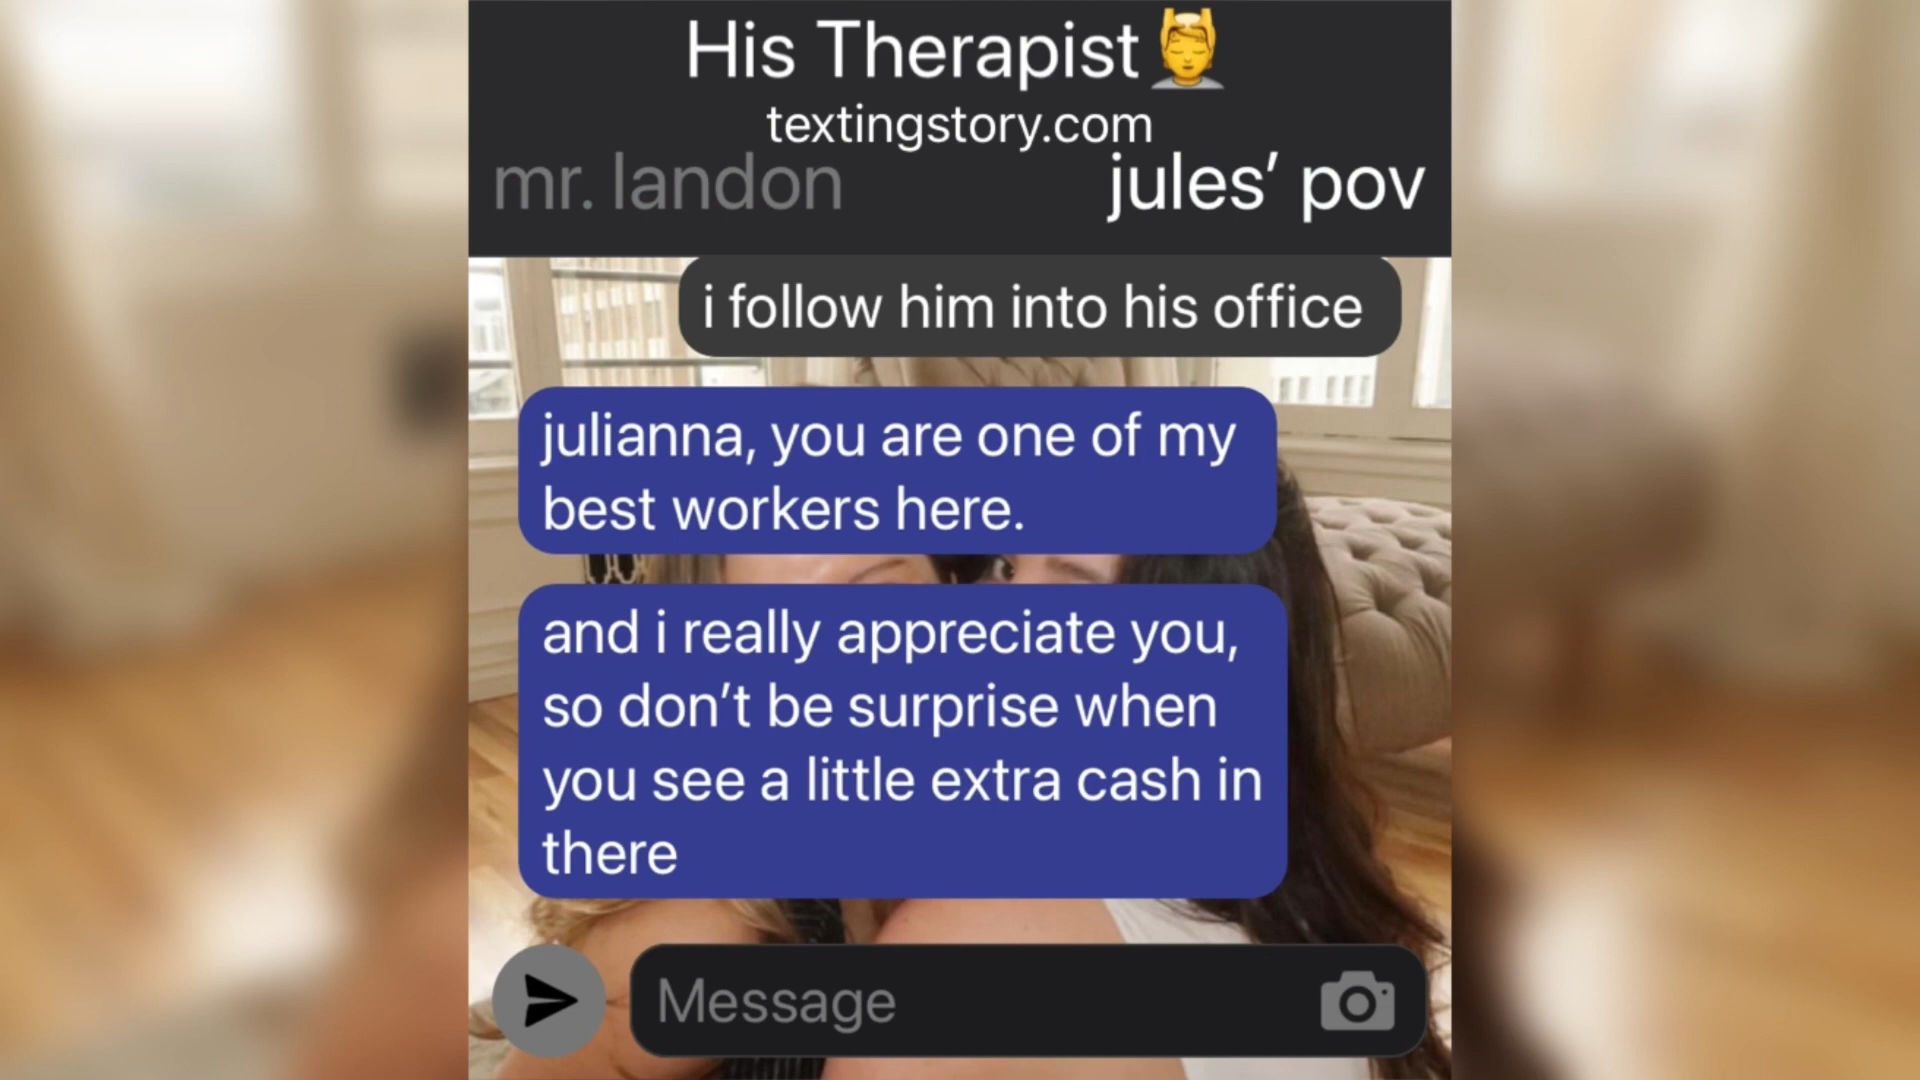 His Therapist💆
textingstory.com
mr. landon
jules’ pov
i follow him into his office
julianna, you are one of my
best workers here.
and i really appreciate you,
so don’t be surprise when
you see a little extra cash in
there
Message